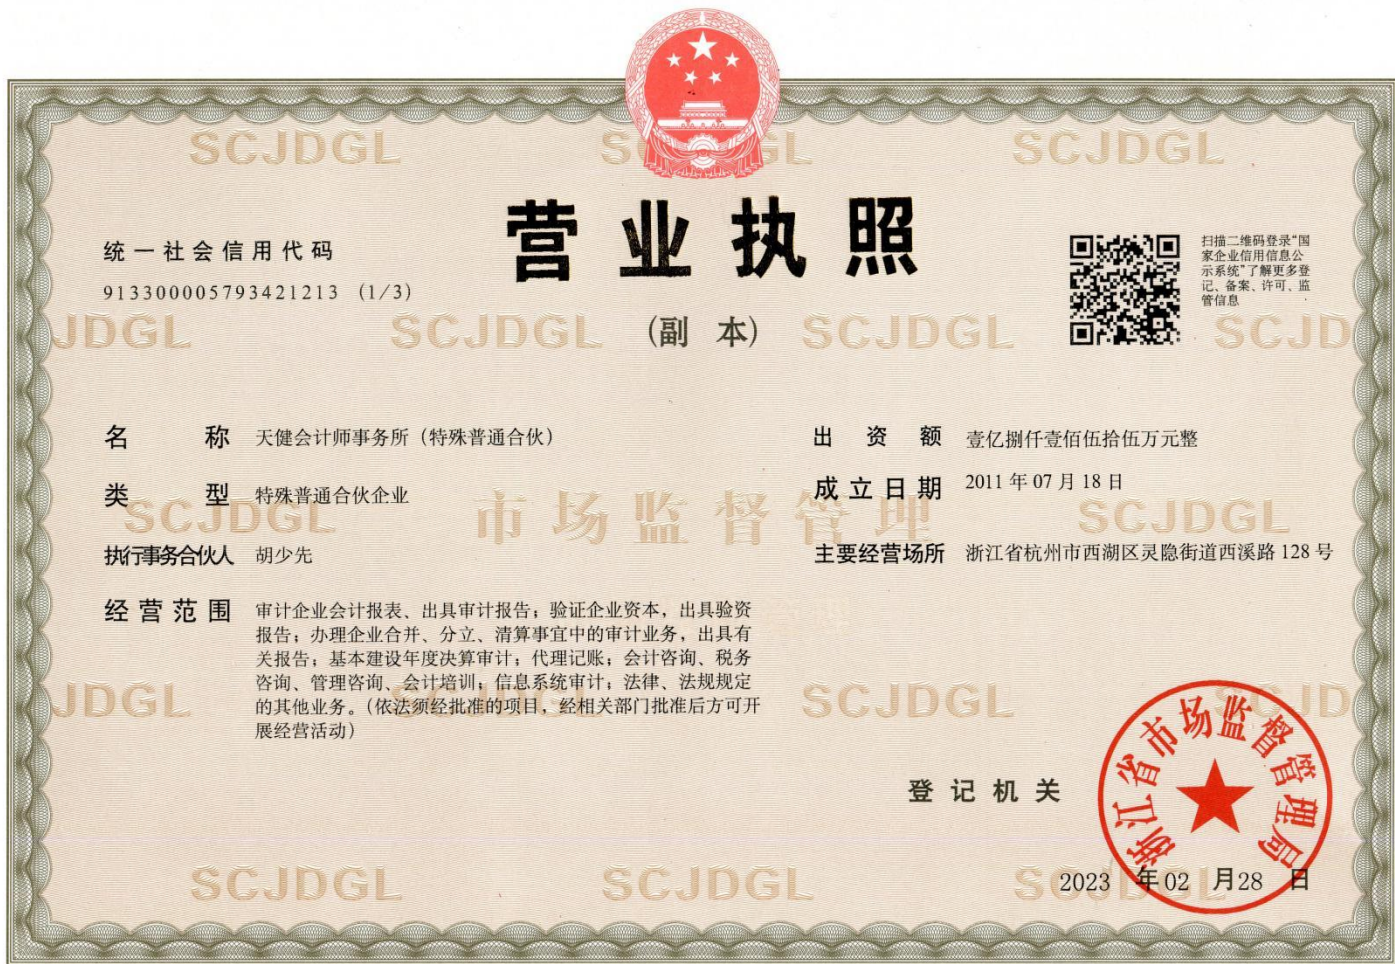 营业执照
(副 本)
统一社会信用代码
913300005793421213 (1/3)
扫描二维码登录“国
家企业信用信息公
示系统”了解更多登
记、备案、许可、监
管信息
名 称 天健会计师事务所（特殊普通合伙）
类 型 特殊普通合伙企业
执行事务合伙人 胡少先
经营范围 审计企业会计报表、出具审计报告；验证企业资本，出具验资
报告；办理企业合并、分立、清算事宜中的审计业务，出具有
关报告；基本建设年度决算审计；代理记账；会计咨询、税务
咨询、管理咨询、会计培训；信息系统审计；法律、法规规定
的其他业务。（依法须经批准的项目，经相关部门批准后方可开
展经营活动）
出 资 额 壹亿捌仟壹佰伍拾伍万元整
成立日期 2011年07月18日
主要经营场所 浙江省杭州市西湖区灵隐街道西溪路128号
登记机关
浙江省市场监督管理局
2023 年02 月28 日
SCJDGL
市场监督管理